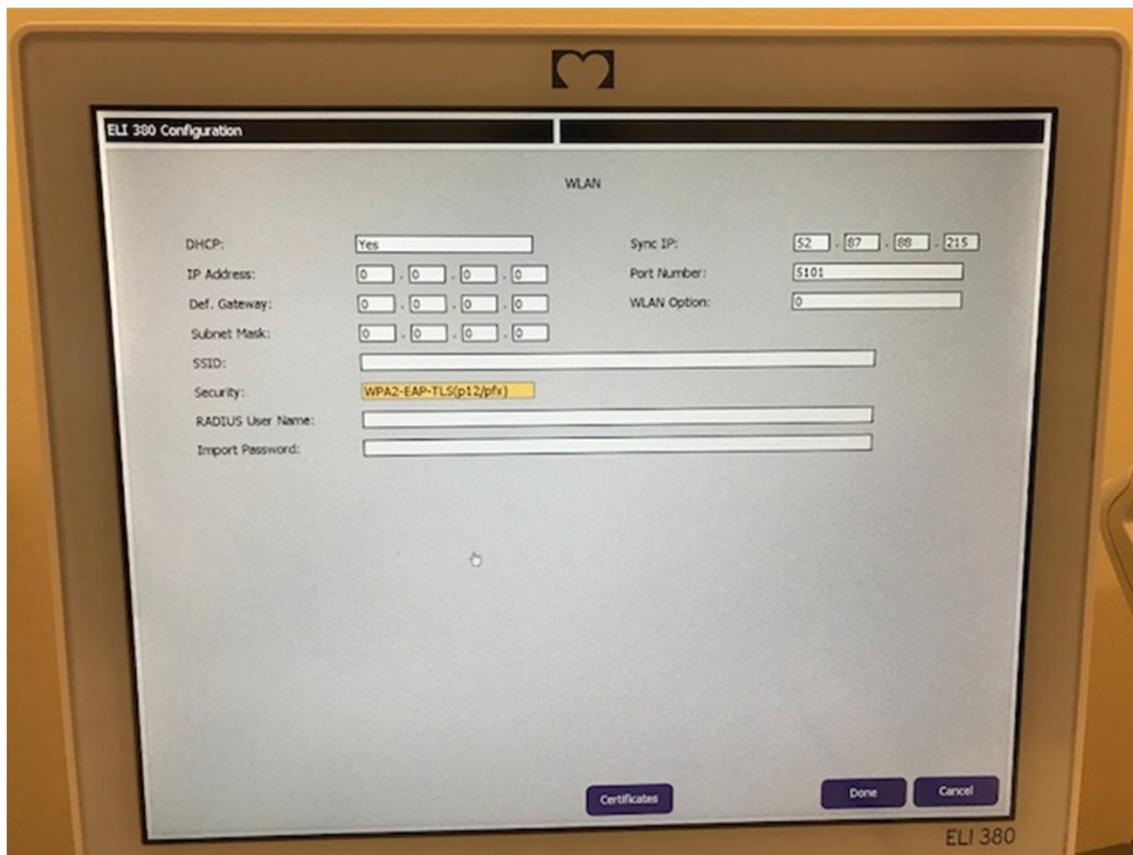 ELI 380 Configuration
WLAN
DHCP: Yes
IP Address: 0 . 0 . 0 . 0
Def. Gateway: 0 . 0 . 0 . 0
Subnet Mask: 0 . 0 . 0 . 0
SSID:
Security: WPA2-EAP-TLS(p12/pfx)
RADIUS User Name:
Import Password:
Sync IP: 52 . 87 . 88 . 215
Port Number: 5101
WLAN Option: 0
Certificates
Done
Cancel
ELI 380